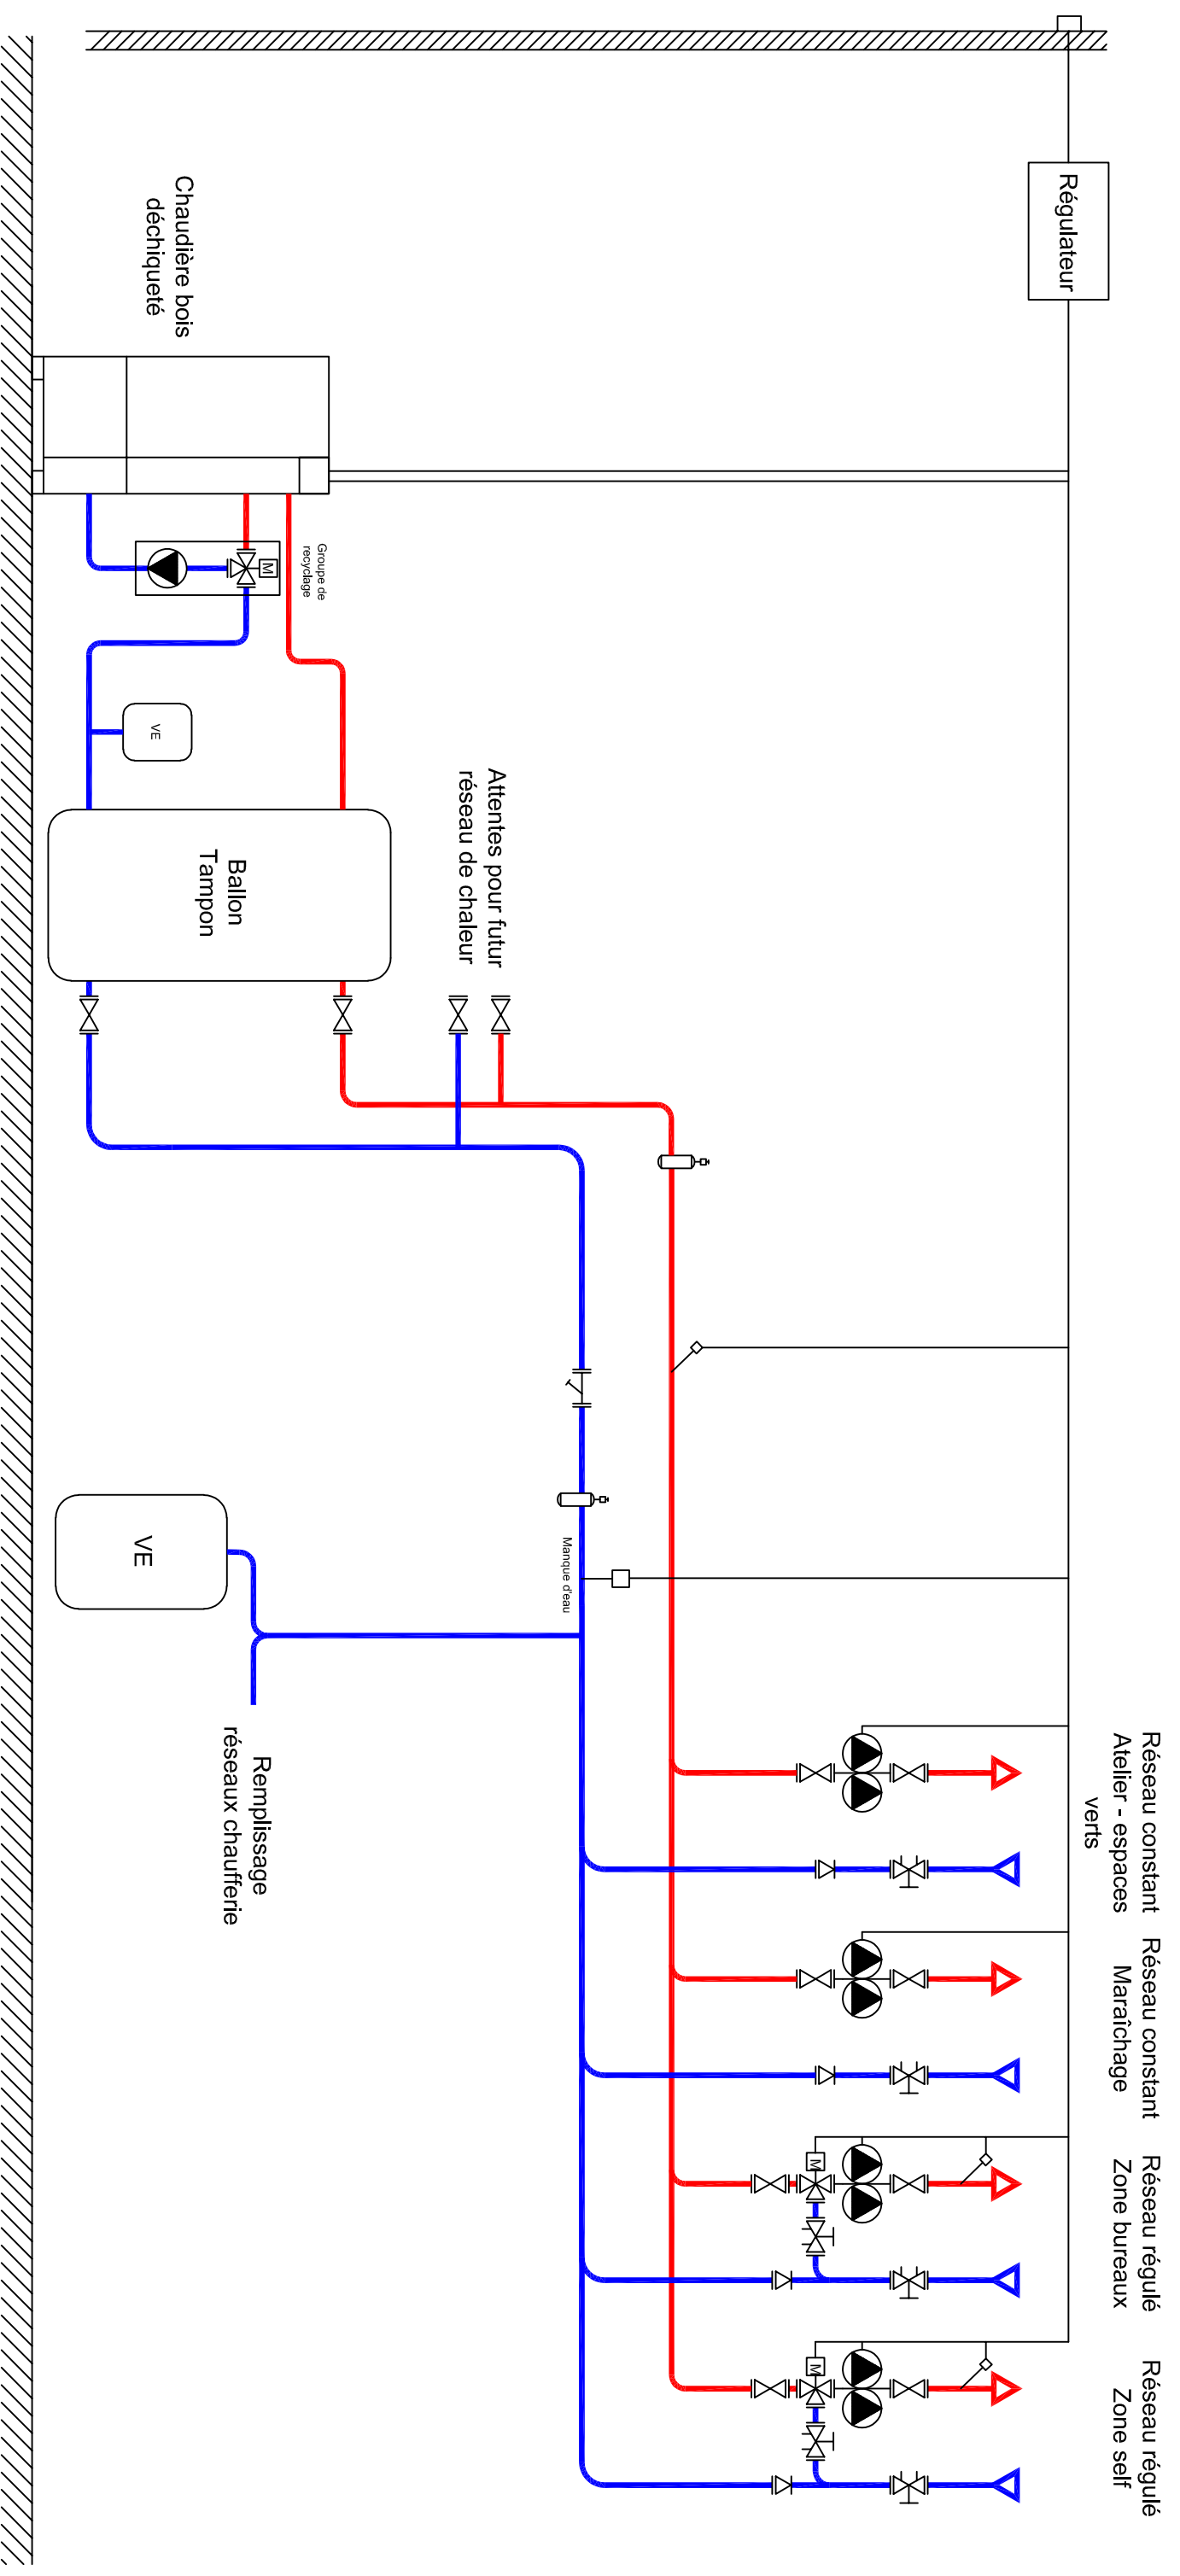 Régulateur
Chaudière bois
déchiqueté
Groupe de
recyclage
M
VE
Ballon
Tampon
Attentes pour futur
réseau de chaleur
Manque d'eau
VE
Remplissage
réseaux chaufferie
Réseau constant
Atelier - espaces
verts
Réseau constant
Maraîchage
Réseau régulé
Zone bureaux
M
Réseau régulé
Zone self
M